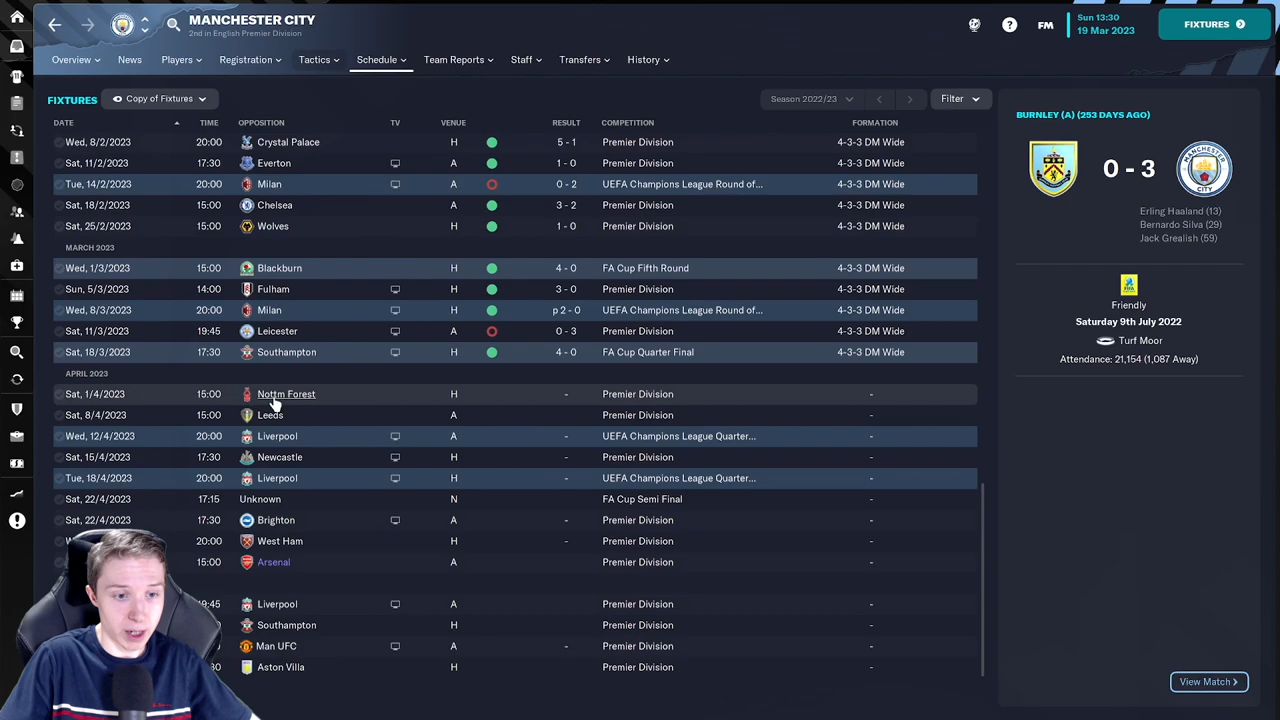 MANCHESTER CITY
2nd in English Premier Division
? FM Sun 13:30
19 Mar 2023
FIXTURES
Overview News Players Registration Tactics Schedule Team Reports Staff Transfers History
FIXTURES Copy of Fixtures Season 2022/23 Filter
DATE TIME OPPOSITION TV VENUE RESULT COMPETITION FORMATION
Wed, 8/2/2023 20:00 Crystal Palace H 5 - 1 Premier Division 4-3-3 DM Wide
Sat, 11/2/2023 17:30 Everton A 1 - 0 Premier Division 4-3-3 DM Wide
Tue, 14/2/2023 20:00 Milan A 0 - 2 UEFA Champions League Round of... 4-3-3 DM Wide
Sat, 18/2/2023 15:00 Chelsea A 3 - 2 Premier Division 4-3-3 DM Wide
Sat, 25/2/2023 15:00 Wolves H 1 - 0 Premier Division 4-3-3 DM Wide
MARCH 2023
Wed, 1/3/2023 15:00 Blackburn H 4 - 0 FA Cup Fifth Round 4-3-3 DM Wide
Sun, 5/3/2023 14:00 Fulham H 3 - 0 Premier Division 4-3-3 DM Wide
Wed, 8/3/2023 20:00 Milan H p 2 - 0 UEFA Champions League Round of... 4-3-3 DM Wide
Sat, 11/3/2023 19:45 Leicester A 0 - 3 Premier Division 4-3-3 DM Wide
Sat, 18/3/2023 17:30 Southampton H 4 - 0 FA Cup Quarter Final 4-3-3 DM Wide
APRIL 2023
Sat, 1/4/2023 15:00 Nottm Forest H - Premier Division -
Sat, 8/4/2023 15:00 Leeds A - Premier Division -
Wed, 12/4/2023 20:00 Liverpool A - UEFA Champions League Quarter... -
Sat, 15/4/2023 17:30 Newcastle A - Premier Division -
Tue, 18/4/2023 20:00 Liverpool H - UEFA Champions League Quarter... -
Sat, 22/4/2023 17:15 Unknown N FA Cup Semi Final -
Sat, 22/4/2023 17:30 Brighton A - Premier Division -
20:00 West Ham H - Premier Division -
15:00 Arsenal A Premier Division -
19:45 Liverpool A Premier Division -
Southampton H Premier Division -
Man UFC A - Premier Division -
Aston Villa H Premier Division -
BURNLEY (A) (253 DAYS AGO)
0 - 3
Erling Haaland (13)
Bernardo Silva (29)
Jack Grealish (59)
Friendly
Saturday 9th July 2022
Turf Moor
Attendance: 21,154 (1,087 Away)
View Match